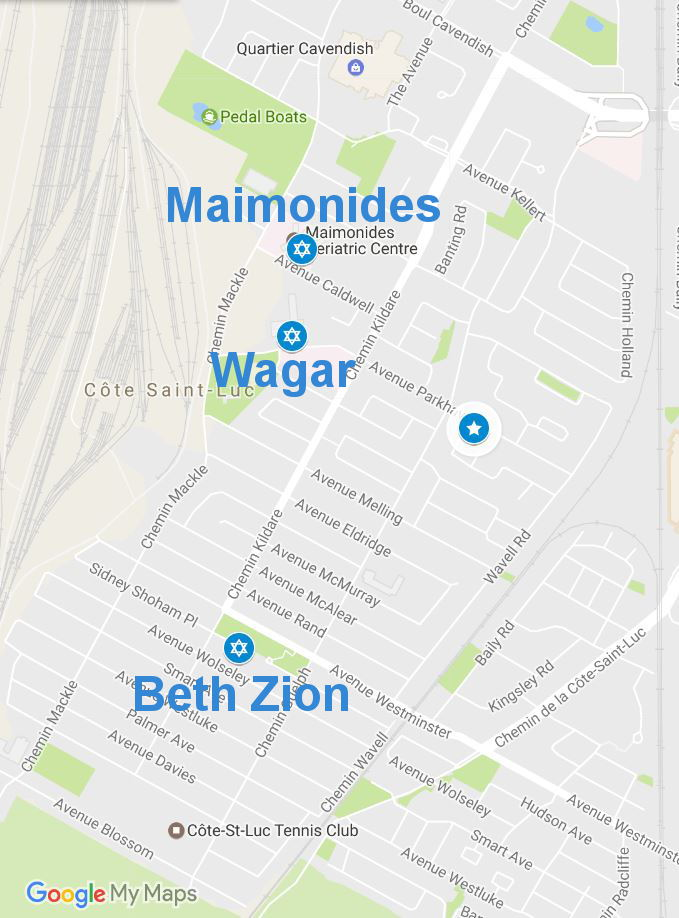 Boul Cavendish
Chemin
Quartier Cavendish
The Avenue
Pedal Boats
Avenue Kellert
Maimonides
Maimonides
eriatric Centre
Banting Rd
Avenue Caldwell
Chemin Mackle
Chemin Kildare
Chemin Holland
Wagar
Côte Saint-Luc
Avenue Parkha
Chemin Mackle
Avenue Melling
Avenue Eldridge
Chemin Kildare
Wavell Rd
Avenue McMurray
Avenue McAlear
Avenue Rand
Sidney Shoham Pl
Avenue Wolseley
Baily Rd
Kingsley Rd
Chemin de la Côte-Saint-Luc
Smart Ave
Beth Zion
Avenue Westluke
Avenue Westminster
Chemin Mackle
Palmer Ave
Avenue Davies
Chemin Wavell
Avenue Wolseley
Hudson Ave
Avenue Westminster
Avenue Blossom
Côte-St-Luc Tennis Club
Smart Ave
Avenue Westluke
Chemin Radcliffe
Google My Maps